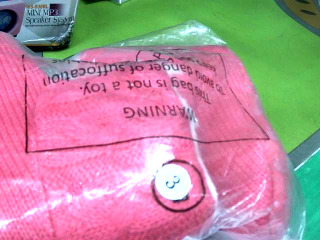 MINI MP3
Speaker System
WARNING
This bag is not a toy.
to avoid danger of suffocation
8